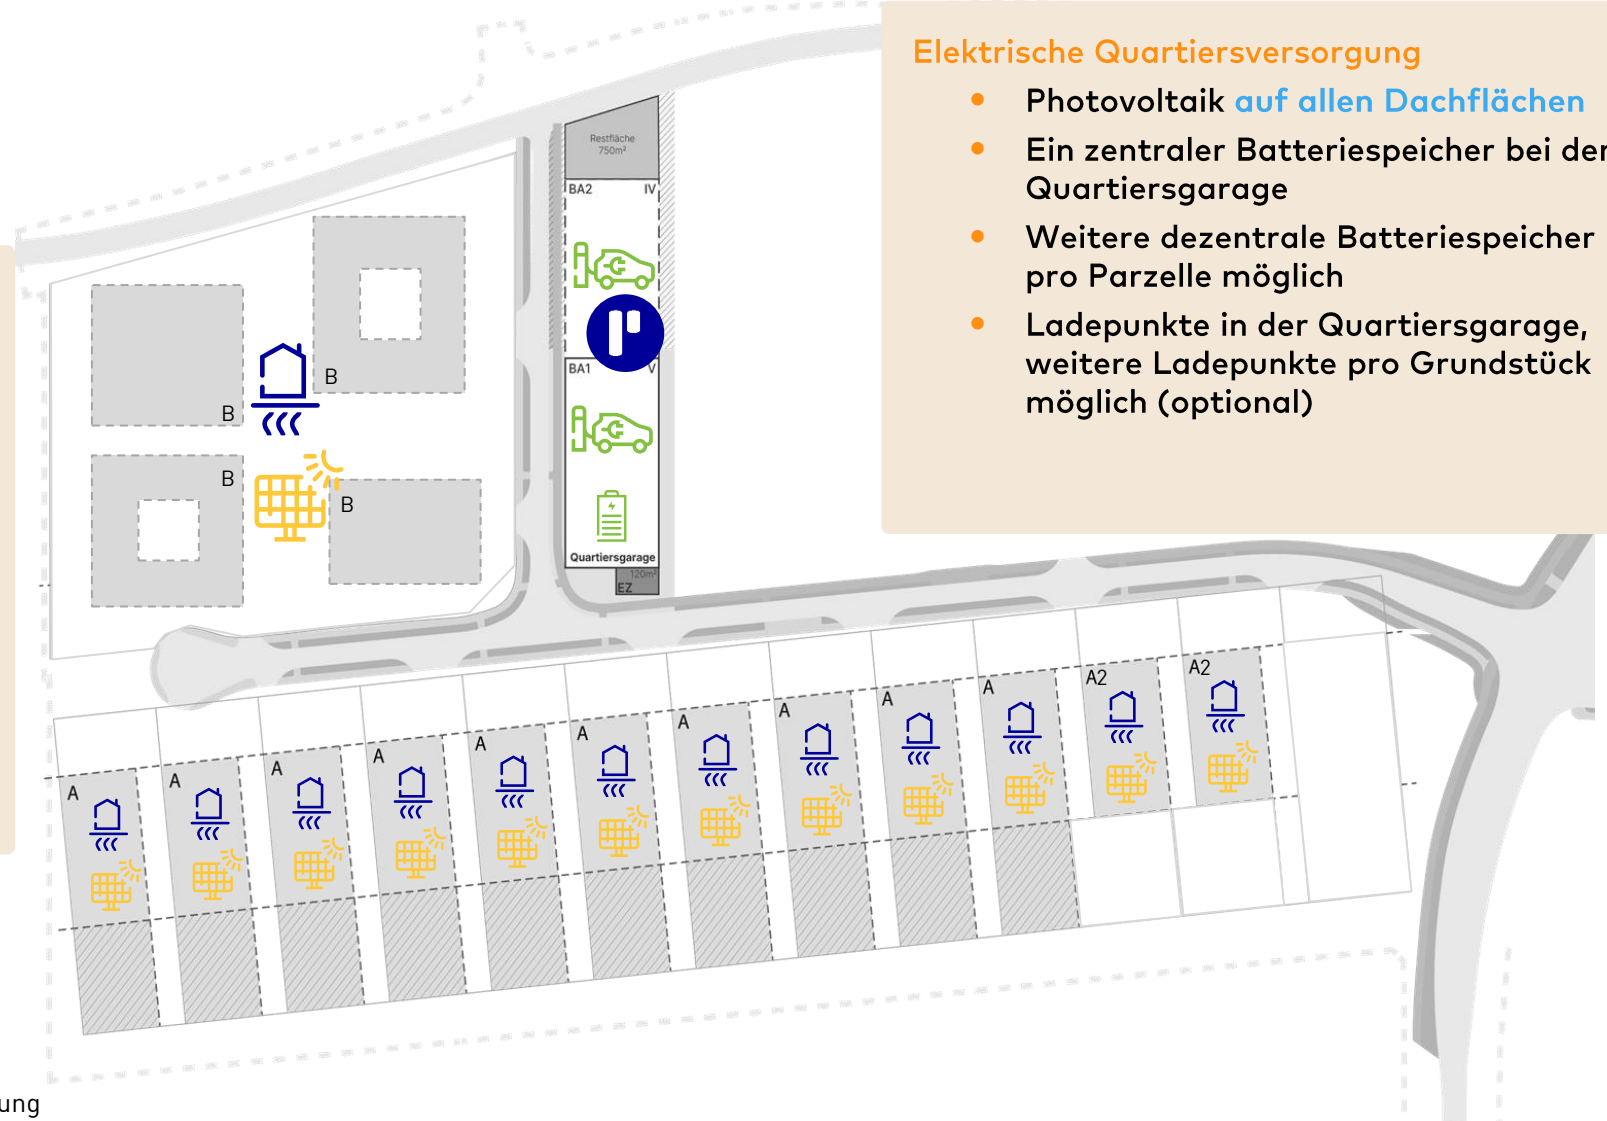 Elektrische Quartiersversorgung
Photovoltaik auf allen Dachflächen
Ein zentraler Batteriespeicher bei der
Quartiersgarage
Weitere dezentrale Batteriespeicher
pro Parzelle möglich
Ladepunkte in der Quartiersgarage,
weitere Ladepunkte pro Grundstück
möglich (optional)
Restfläche
750m²
BA2 IV
BA1 V
Quartiersgarage
120m²
EZ
B
B
B
B
A
A
A
A
A
A
A
A
A
A
A2
A2
ung